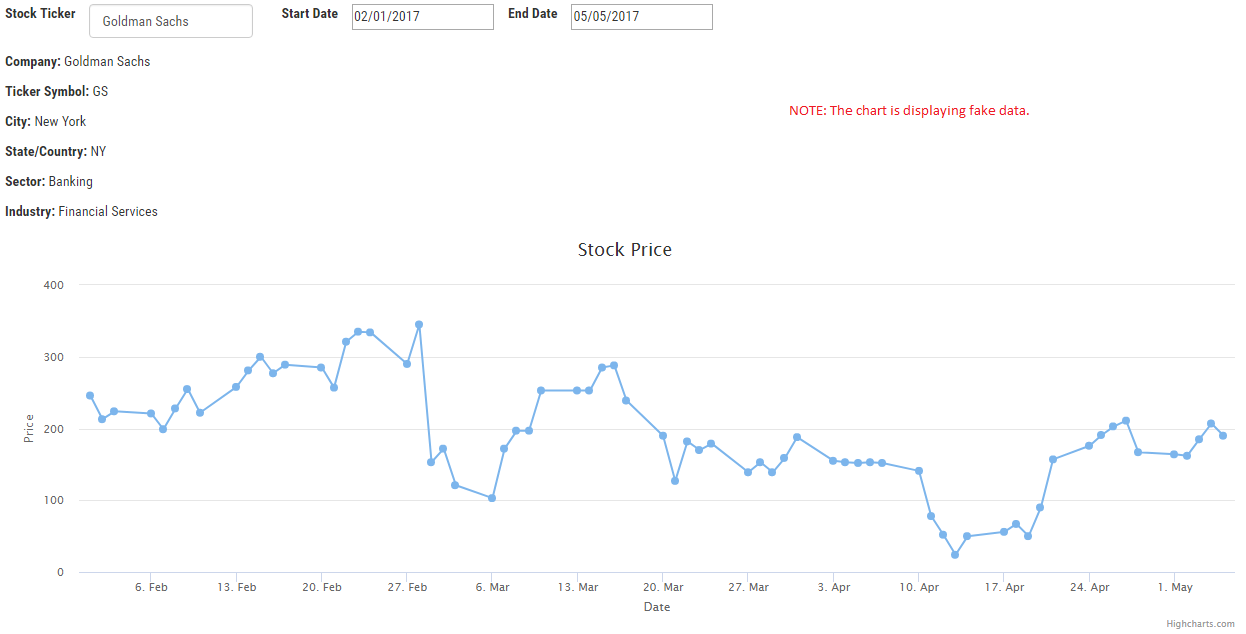 Stock Ticker Goldman Sachs Start Date 02/01/2017 End Date 05/05/2017
Company: Goldman Sachs
Ticker Symbol: GS
NOTE: The chart is displaying fake data.
City: New York
State/Country: NY
Sector: Banking
Industry: Financial Services
Stock Price
400
300
200
100
0
Price
6. Feb 13. Feb 20. Feb 27. Feb 6. Mar 13. Mar 20. Mar 27. Mar 3. Apr 10. Apr 17. Apr 24. Apr 1. May
Date
Highcharts.com